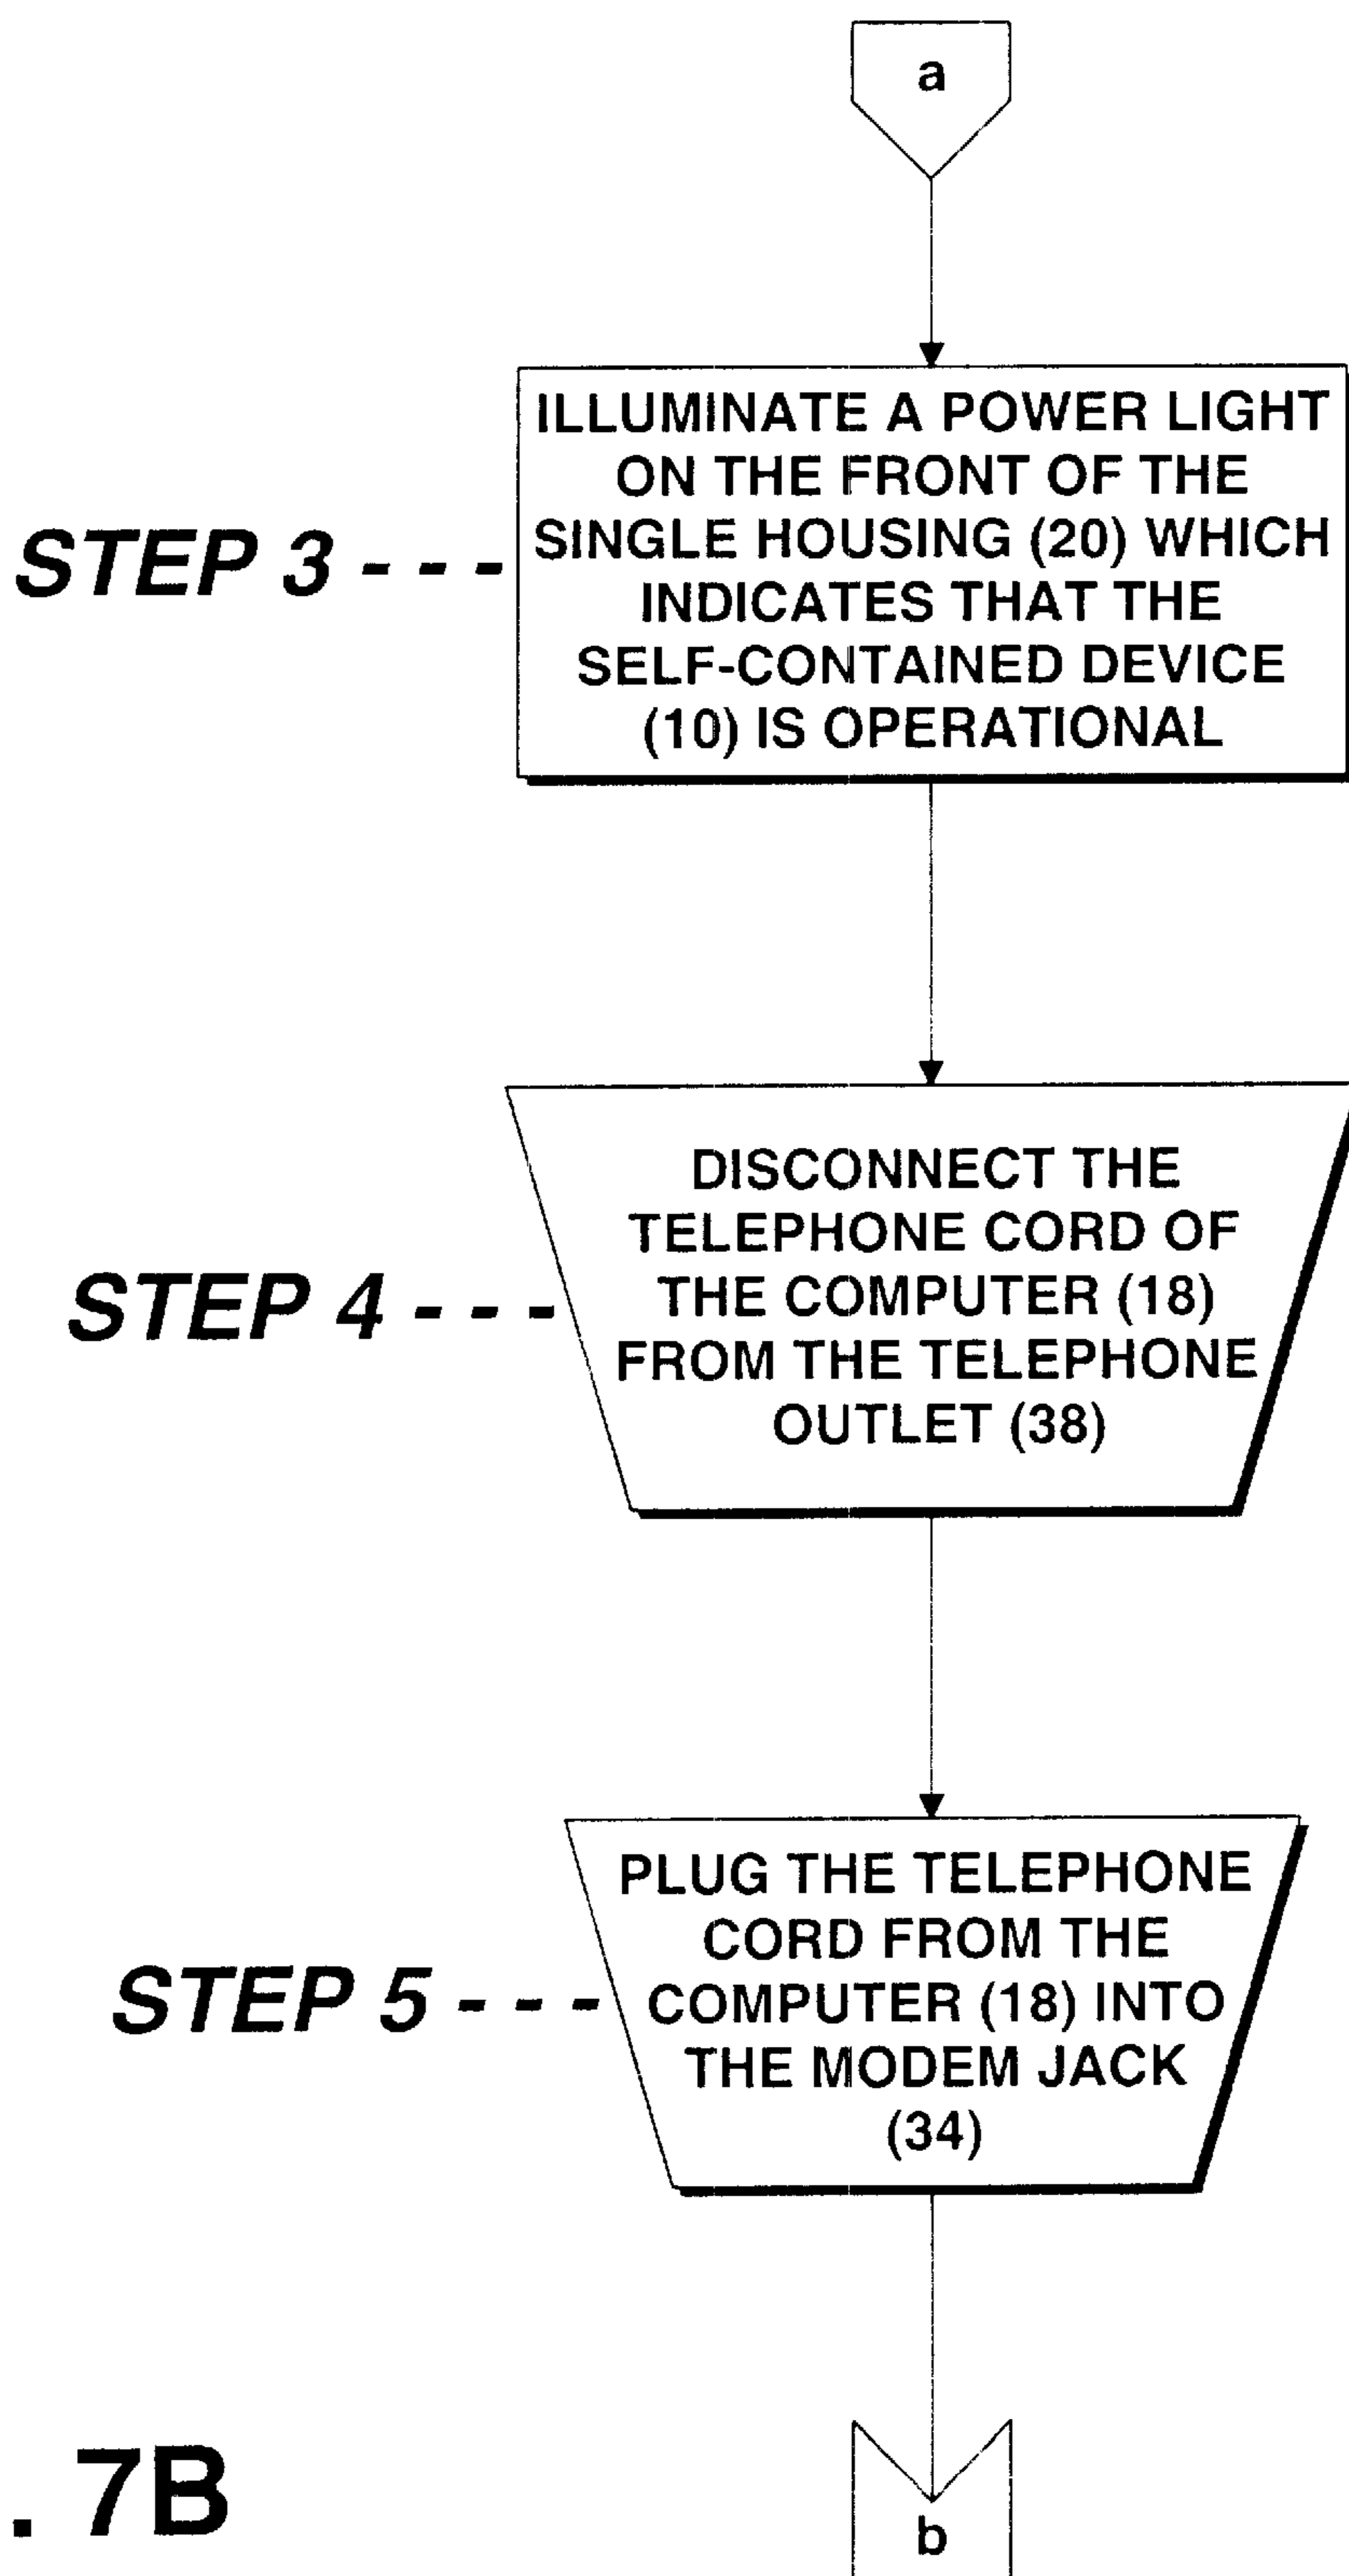 a
ILLUMINATE A POWER LIGHT
ON THE FRONT OF THE
SINGLE HOUSING (20) WHICH
INDICATES THAT THE
SELF-CONTAINED DEVICE
(10) IS OPERATIONAL
STEP 3 - - -
DISCONNECT THE
TELEPHONE CORD OF
THE COMPUTER (18)
FROM THE TELEPHONE
OUTLET (38)
STEP 4 - - -
PLUG THE TELEPHONE
CORD FROM THE
COMPUTER (18) INTO
THE MODEM JACK
(34)
STEP 5 - - -
. 7B
b